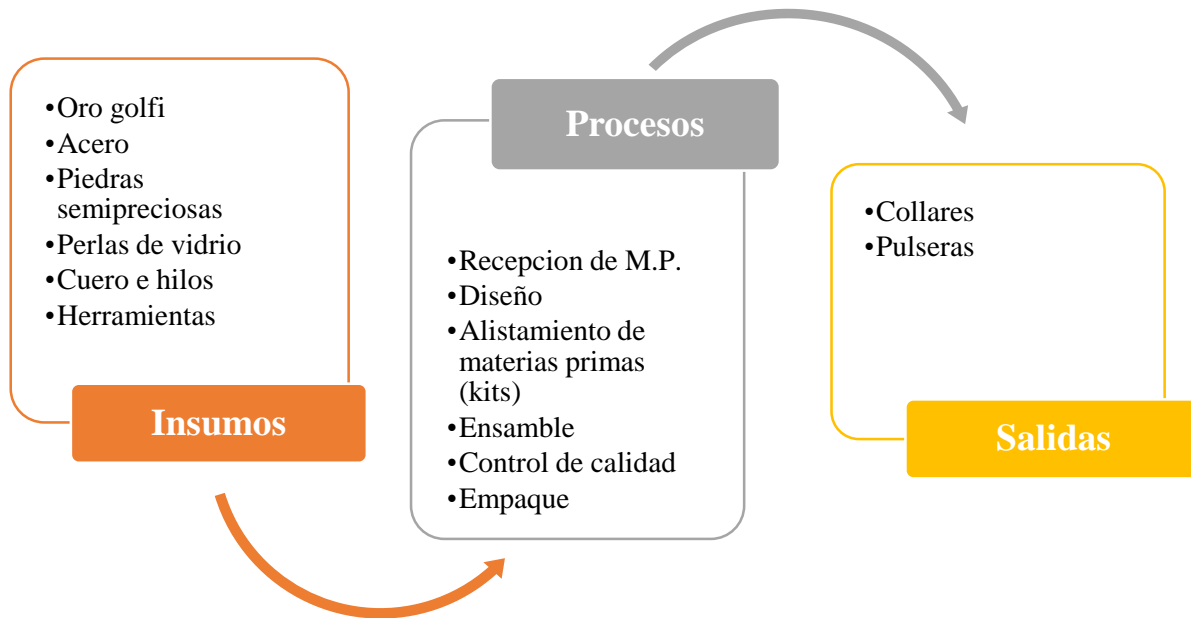 •Oro golfi
•Acero
•Piedras
semipreciosas
•Perlas de vidrio
•Cuero e hilos
•Herramientas
Insumos
Procesos
•Recepcion de M.P.
•Diseño
•Alistamiento de
materias primas
(kits)
•Ensamble
•Control de calidad
•Empaque
•Collares
•Pulseras
Salidas